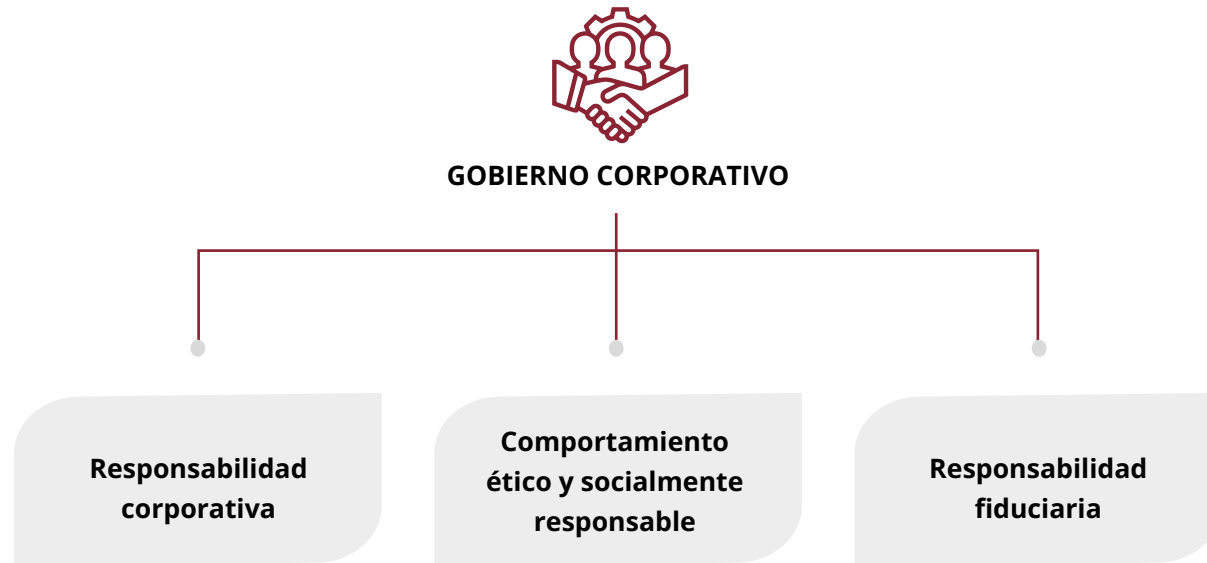 GOBIERNO CORPORATIVO
Responsabilidad
corporativa
Comportamiento
ético y socialmente
responsable
Responsabilidad
fiduciaria